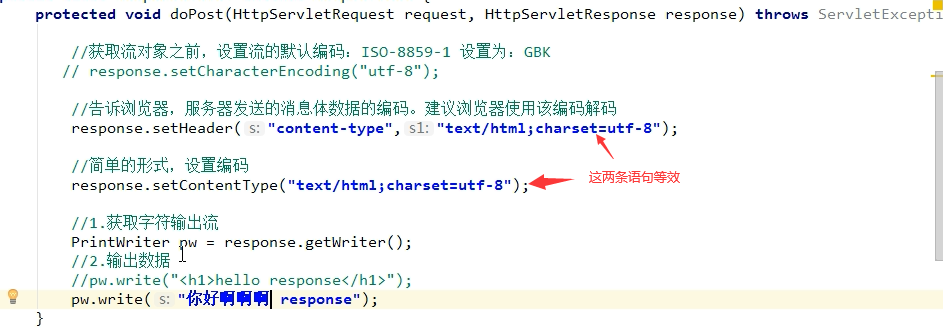 protected void doPost(HttpServletRequest request, HttpServletResponse response) throws ServletExcepti
//获取流对象之前，设置流的默认编码：ISO-8859-1 设置为：GBK
// response.setCharacterEncoding("utf-8");
//告诉浏览器，服务器发送的消息体数据的编码。建议浏览器使用该编码解码
response.setHeader( s: "content-type", s1: "text/html;charset=utf-8");
//简单的形式，设置编码
response.setContentType("text/html;charset=utf-8");
这两条语句等效
//1.获取字符输出流
PrintWriter pw = response.getWriter();
//2.输出数据
//pw.write("<h1>hello response</h1>");
pw.write( s: "你好啊啊啊 response");
}